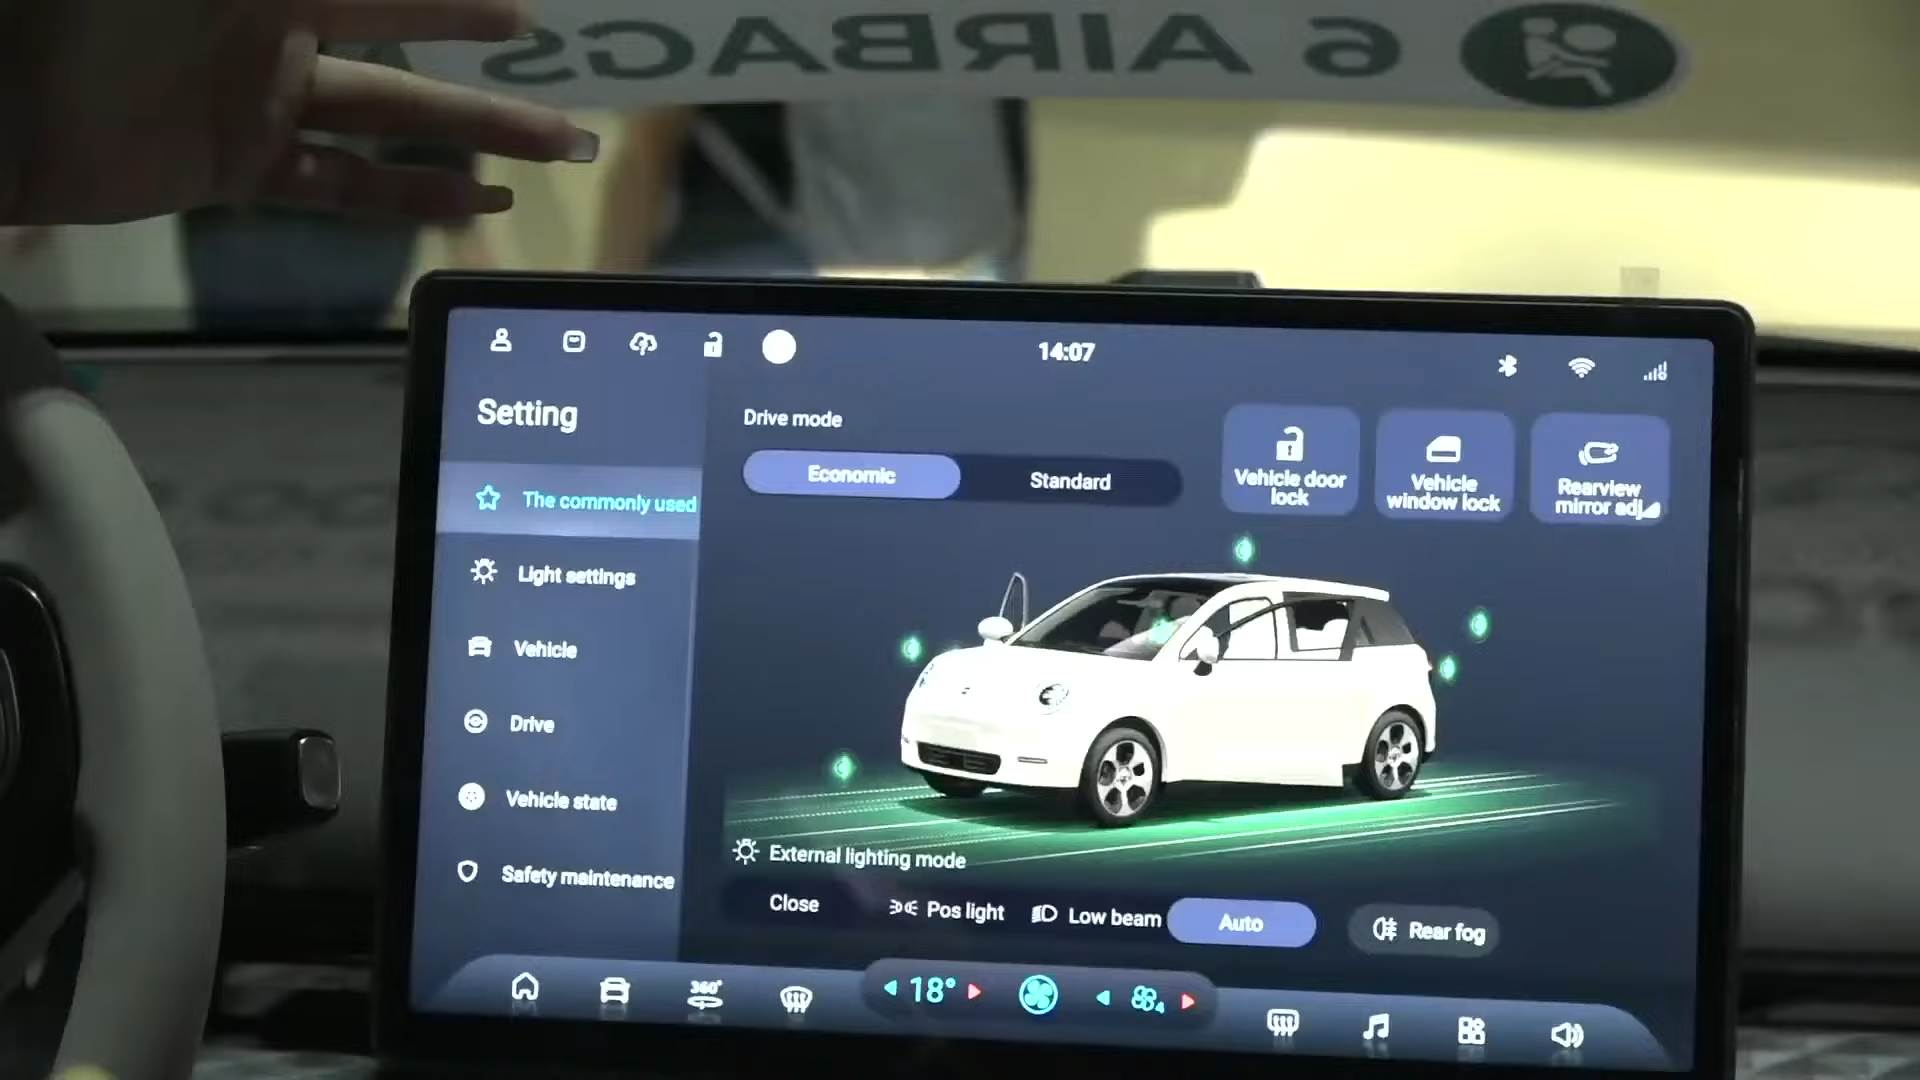 6 AIRBAGS
14:07
Setting
Drive mode
Economic
Standard
Vehicle door
lock
Vehicle
window lock
Rearview
mirror adj
The commonly used
Light settings
Vehicle
Drive
Vehicle state
Safety maintenance
External lighting mode
Close
Pos light
Low beam
Auto
Rear fog
360°
18°
4